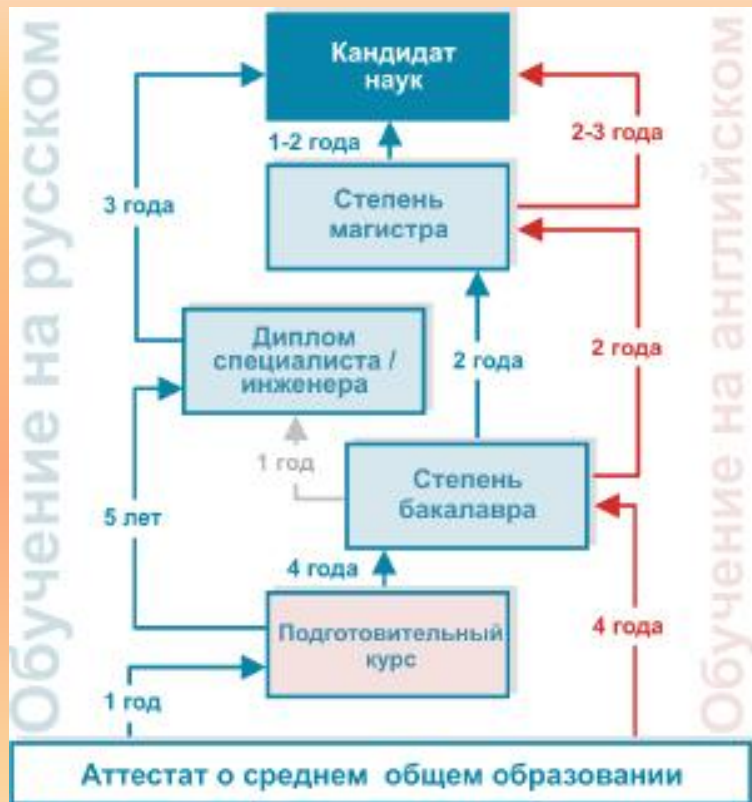 Обучение на русском
Обучение на английском
Кандидат
наук
1-2 года
2-3 года
3 года
Степень
магистра
Диплом
специалиста /
инженера
2 года
2 года
1 год
Степень
бакалавра
5 лет
4 года
4 года
Подготовительный
курс
1 год
Аттестат о среднем общем образовании